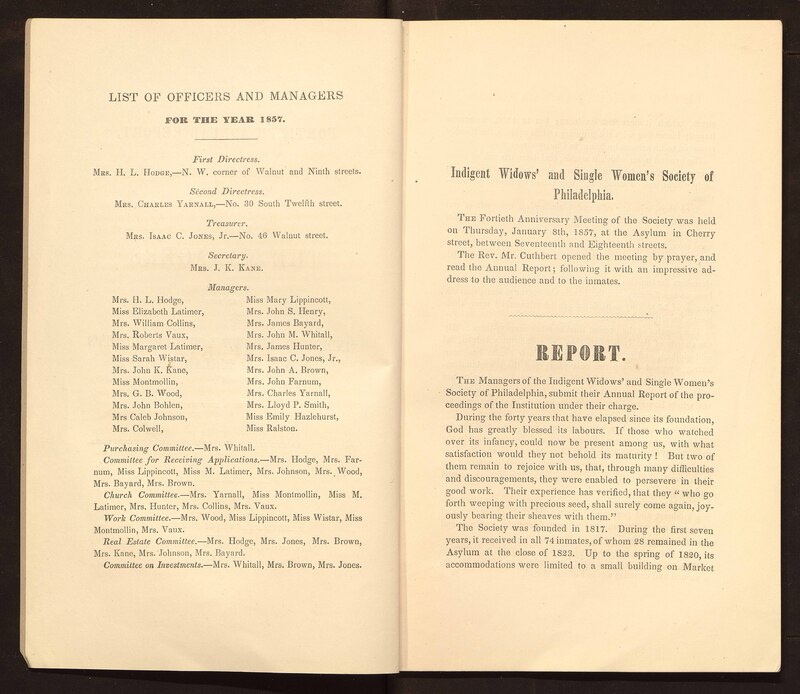 LIST OF OFFICERS AND MANAGERS
FOR THE YEAR 1857.
First Directress.
Mrs. H. L. Hodge,—N. W. corner of Walnut and Ninth streets.
Second Directress.
Mrs. Charles Yarnall,—No. 30 South Twelfth street.
Treasurer.
Mrs. Isaac C. Jones, Jr.—No. 46 Walnut street.
Secretary.
Mrs. J. K. Kane.
Managers.
Mrs. H. L. Hodge,
Miss Elizabeth Latimer,
Mrs. William Collins,
Mrs. Roberts Vaux,
Miss Margaret Latimer,
Miss Sarah Wistar,
Mrs. John K. Kane,
Miss Montmollin,
Mrs. G. B. Wood,
Mrs. John Bohlen,
Mrs Caleb Johnson,
Mrs. Colwell,
Miss Mary Lippincott,
Mrs. John S. Henry,
Mrs. James Bayard,
Mrs. John M. Whitall,
Mrs. James Hunter,
Mrs. Isaac C. Jones, Jr.,
Mrs. John A. Brown,
Mrs. John Farnum,
Mrs. Charles Yarnall,
Mrs. Lloyd P. Smith,
Miss Emily Hazlehurst,
Miss Ralston.
Purchasing Committee.—Mrs. Whitall.
Committee for Receiving Applications.—Mrs. Hodge, Mrs. Far-
num, Miss Lippincott, Miss M. Latimer, Mrs. Johnson, Mrs. Wood,
Mrs. Bayard, Mrs. Brown.
Church Committee.—Mrs. Yarnall, Miss Montmollin, Miss M.
Latimer, Mrs. Hunter, Mrs. Collins, Mrs. Vaux.
Work Committee.—Mrs. Wood, Miss Lippincott, Miss Wistar, Miss
Montmollin, Mrs. Vaux.
Real Estate Committee.—Mrs. Hodge, Mrs. Jones, Mrs. Brown,
Mrs. Kane, Mrs. Johnson, Mrs. Bayard.
Committee on Investments.—Mrs. Whitall, Mrs. Brown, Mrs. Jones.
Indigent Widows' and Single Women's Society of
Philadelphia.
The Fortieth Anniversary Meeting of the Society was held
on Thursday, January 8th, 1857, at the Asylum in Cherry
street, between Seventeenth and Eighteenth streets.
The Rev. Mr. Cuthbert opened the meeting by prayer, and
read the Annual Report; following it with an impressive ad-
dress to the audience and to the inmates.
REPORT.
The Managers of the Indigent Widows' and Single Women's
Society of Philadelphia, submit their Annual Report of the pro-
ceedings of the Institution under their charge.
During the forty years that have elapsed since its foundation,
God has greatly blessed its labours. If those who watched
over its infancy, could now be present among us, with what
satisfaction would they not behold its maturity! But two of
them remain to rejoice with us, that, through many difficulties
and discouragements, they were enabled to persevere in their
good work. Their experience has verified, that they "who go
forth weeping with precious seed, shall surely come again, joy-
ously bearing their sheaves with them."
The Society was founded in 1817. During the first seven
years, it received in all 74 inmates, of whom 28 remained in the
Asylum at the close of 1823. Up to the spring of 1820, its
accommodations were limited to a small building on Market